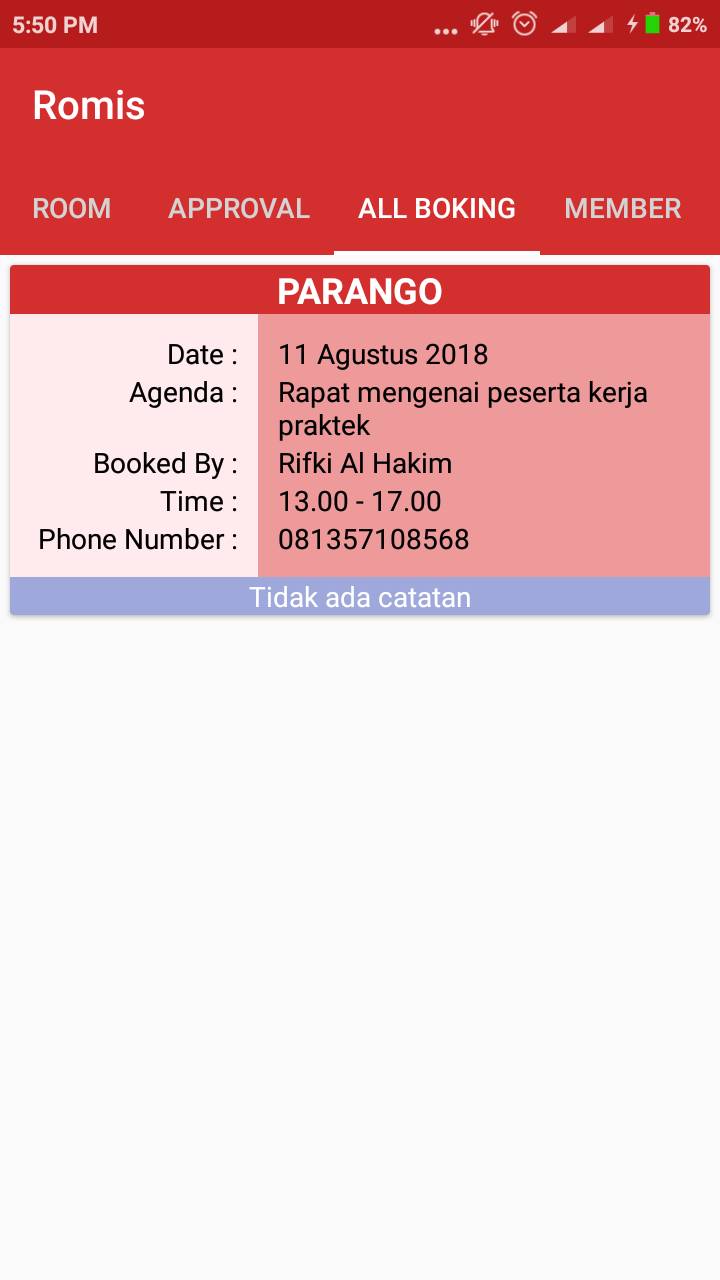 5:50 PM
82%
Romis
ROOM APPROVAL ALL BOKING MEMBER
PARANGO
Date : 11 Agustus 2018
Agenda : Rapat mengenai peserta kerja
praktek
Booked By : Rifki Al Hakim
Time : 13.00 - 17.00
Phone Number : 081357108568
Tidak ada catatan